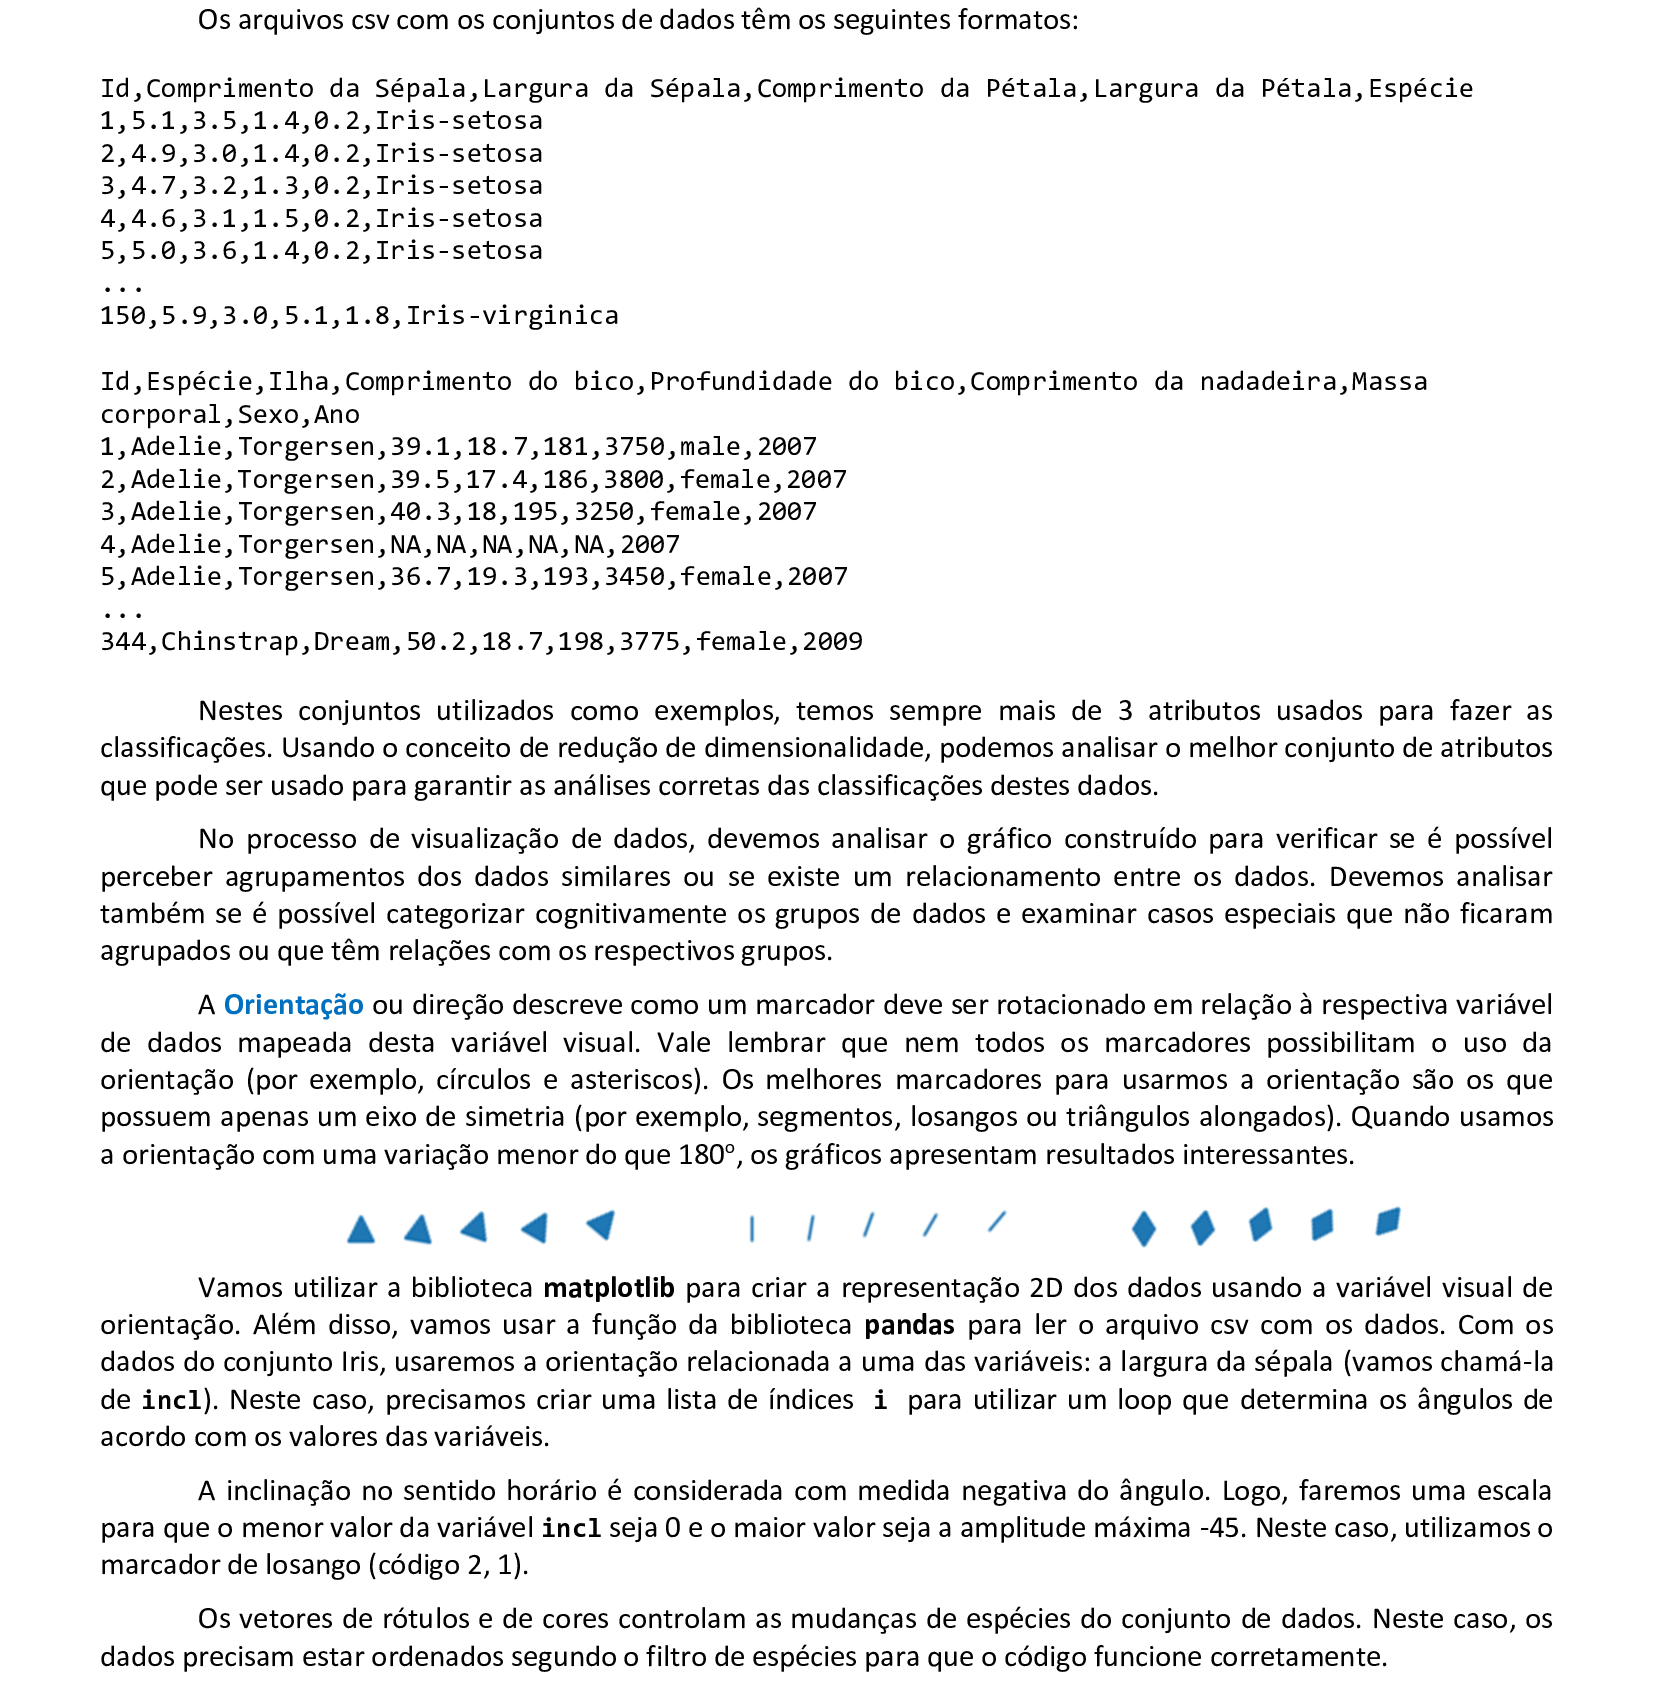 Os arquivos csv com os conjuntos de dados têm os seguintes formatos:
Id,Comprimento da Sépala,Largura da Sépala,Comprimento da Pétala,Largura da Pétala,Espécie
1,5.1,3.5,1.4,0.2,Iris-setosa
2,4.9,3.0,1.4,0.2,Iris-setosa
3,4.7,3.2,1.3,0.2,Iris-setosa
4,4.6,3.1,1.5,0.2,Iris-setosa
5,5.0,3.6,1.4,0.2,Iris-setosa
...
150,5.9,3.0,5.1,1.8,Iris-virginica
Id,Espécie,Ilha,Comprimento do bico,Profundidade do bico,Comprimento da nadadeira,Massa
corporal,Sexo,Ano
1,Adelie,Torgersen,39.1,18.7,181,3750,male,2007
2,Adelie,Torgersen,39.5,17.4,186,3800,female,2007
3,Adelie,Torgersen,40.3,18,195,3250,female,2007
4,Adelie,Torgersen,NA,NA,NA,NA,NA,2007
5,Adelie,Torgersen,36.7,19.3,193,3450,female,2007
...
344,Chinstrap,Dream,50.2,18.7,198,3775,female,2009
Nestes conjuntos utilizados como exemplos, temos sempre mais de 3 atributos usados para fazer as
classificações. Usando o conceito de redução de dimensionalidade, podemos analisar o melhor conjunto de atributos
que pode ser usado para garantir as análises corretas das classificações destes dados.
No processo de visualização de dados, devemos analisar o gráfico construído para verificar se é possível
perceber agrupamentos dos dados similares ou se existe um relacionamento entre os dados. Devemos analisar
também se é possível categorizar cognitivamente os grupos de dados e examinar casos especiais que não ficaram
agrupados ou que têm relações com os respectivos grupos.
A Orientação ou direção descreve como um marcador deve ser rotacionado em relação à respectiva variável
de dados mapeada desta variável visual. Vale lembrar que nem todos os marcadores possibilitam o uso da
orientação (por exemplo, círculos e asteriscos). Os melhores marcadores para usarmos a orientação são os que
possuem apenas um eixo de simetria (por exemplo, segmentos, losangos ou triângulos alongados). Quando usamos
a orientação com uma variação menor do que 180º, os gráficos apresentam resultados interessantes.
Vamos utilizar a biblioteca matplotlib para criar a representação 2D dos dados usando a variável visual de
orientação. Além disso, vamos usar a função da biblioteca pandas para ler o arquivo csv com os dados. Com os
dados do conjunto Iris, usaremos a orientação relacionada a uma das variáveis: a largura da sépala (vamos chamá-la
de incl). Neste caso, precisamos criar uma lista de índices i para utilizar um loop que determina os ângulos de
acordo com os valores das variáveis.
A inclinação no sentido horário é considerada com medida negativa do ângulo. Logo, faremos uma escala
para que o menor valor da variável incl seja 0 e o maior valor seja a amplitude máxima -45. Neste caso, utilizamos o
marcador de losango (código 2, 1).
Os vetores de rótulos e de cores controlam as mudanças de espécies do conjunto de dados. Neste caso, os
dados precisam estar ordenados segundo o filtro de espécies para que o código funcione corretamente.